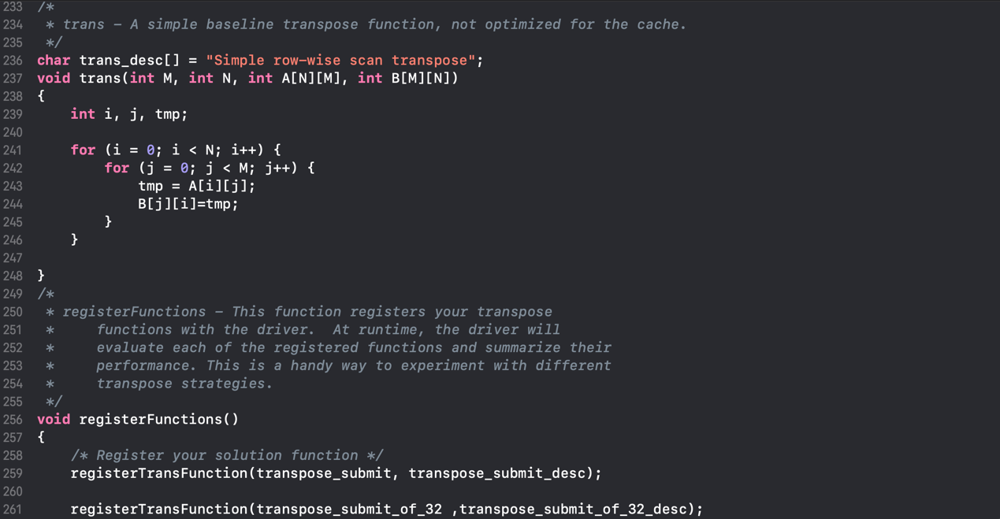 233 /*
234  * trans – A simple baseline transpose function, not optimized for the cache.
235  */
236 char trans_desc[] = "Simple row–wise scan transpose";
237 void trans(int M, int N, int A[N][M], int B[M][N])
238 {
239     int i, j, tmp;
240
241     for (i = 0; i < N; i++) {
242         for (j = 0; j < M; j++) {
243             tmp = A[i][j];
244             B[j][i]=tmp;
245         }
246     }
247
248 }
249 /*
250  * registerFunctions – This function registers your transpose
251  *     functions with the driver.  At runtime, the driver will
252  *     evaluate each of the registered functions and summarize their
253  *     performance. This is a handy way to experiment with different
254  *     transpose strategies.
255  */
256 void registerFunctions()
257 {
258     /* Register your solution function */
259     registerTransFunction(transpose_submit, transpose_submit_desc);
260
261     registerTransFunction(transpose_submit_of_32 ,transpose_submit_of_32_desc);